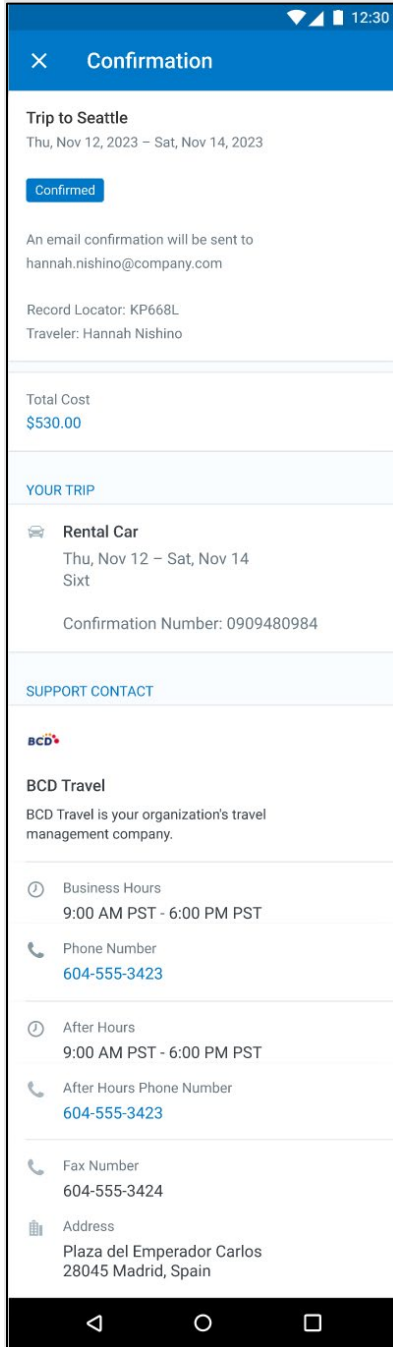 12:30
Confirmation
Trip to Seattle
Thu, Nov 12, 2023 – Sat, Nov 14, 2023
Confirmed
An email confirmation will be sent to
hannah.nishino@company.com
Record Locator: KP668L
Traveler: Hannah Nishino
Total Cost
$530.00
YOUR TRIP
Rental Car
Thu, Nov 12 – Sat, Nov 14
Sixt
Confirmation Number: 0909480984
SUPPORT CONTACT
BCD
BCD Travel
BCD Travel is your organization's travel
management company.
Business Hours
9:00 AM PST - 6:00 PM PST
Phone Number
604-555-3423
After Hours
9:00 AM PST - 6:00 PM PST
After Hours Phone Number
604-555-3423
Fax Number
604-555-3424
Address
Plaza del Emperador Carlos
28045 Madrid, Spain